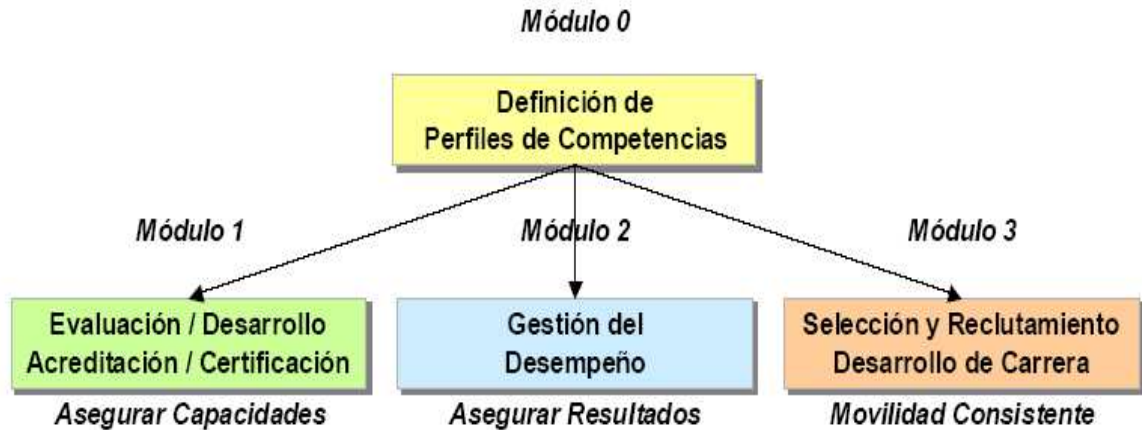 Módulo 0
Definición de
Perfiles de Competencias
Módulo 1
Módulo 2
Módulo 3
Evaluación / Desarrollo
Acreditación / Certificación
Gestión del
Desempeño
Selección y Reclutamiento
Desarrollo de Carrera
Asegurar Capacidades
Asegurar Resultados
Movilidad Consistente